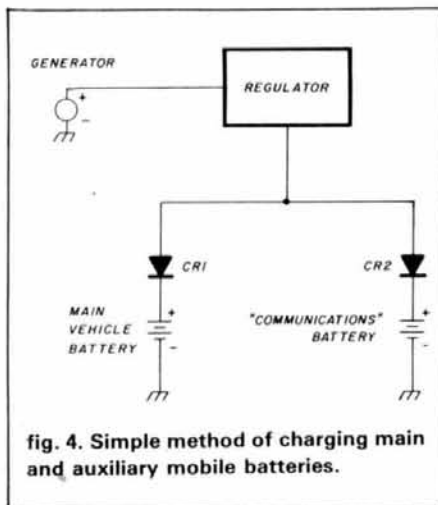 GENERATOR
+
-
REGULATOR
CR1
CR2
MAIN
VEHICLE
BATTERY
+
-
"COMMUNICATIONS"
BATTERY
+
-
fig. 4. Simple method of charging main
and auxiliary mobile batteries.